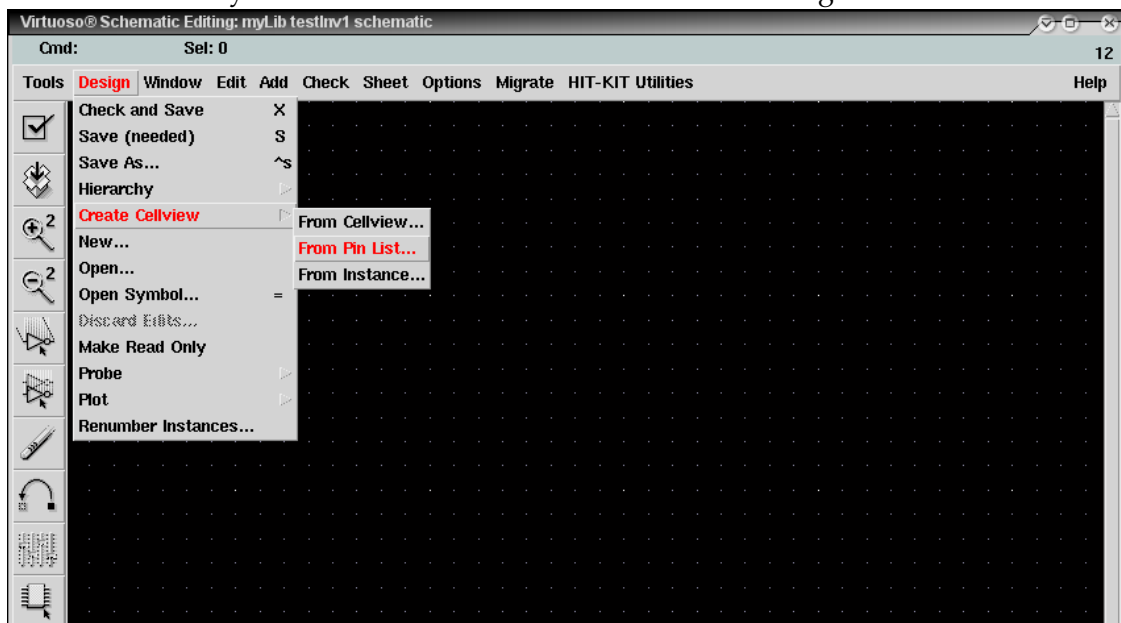 Virtuoso® Schematic Editing: myLib testInv1 schematic
Cmd: Sel: 0
12
Tools Design Window Edit Add Check Sheet Options Migrate HIT-KIT Utilities Help
Check and Save X
Save (needed) S
Save As... ^s
Hierarchy
Create Cellview
From Cellview...
New...
From Pin List...
Open...
From Instance...
Open Symbol... =
Discard Edits...
Make Read Only
Probe
Plot
Renumber Instances...
2
2